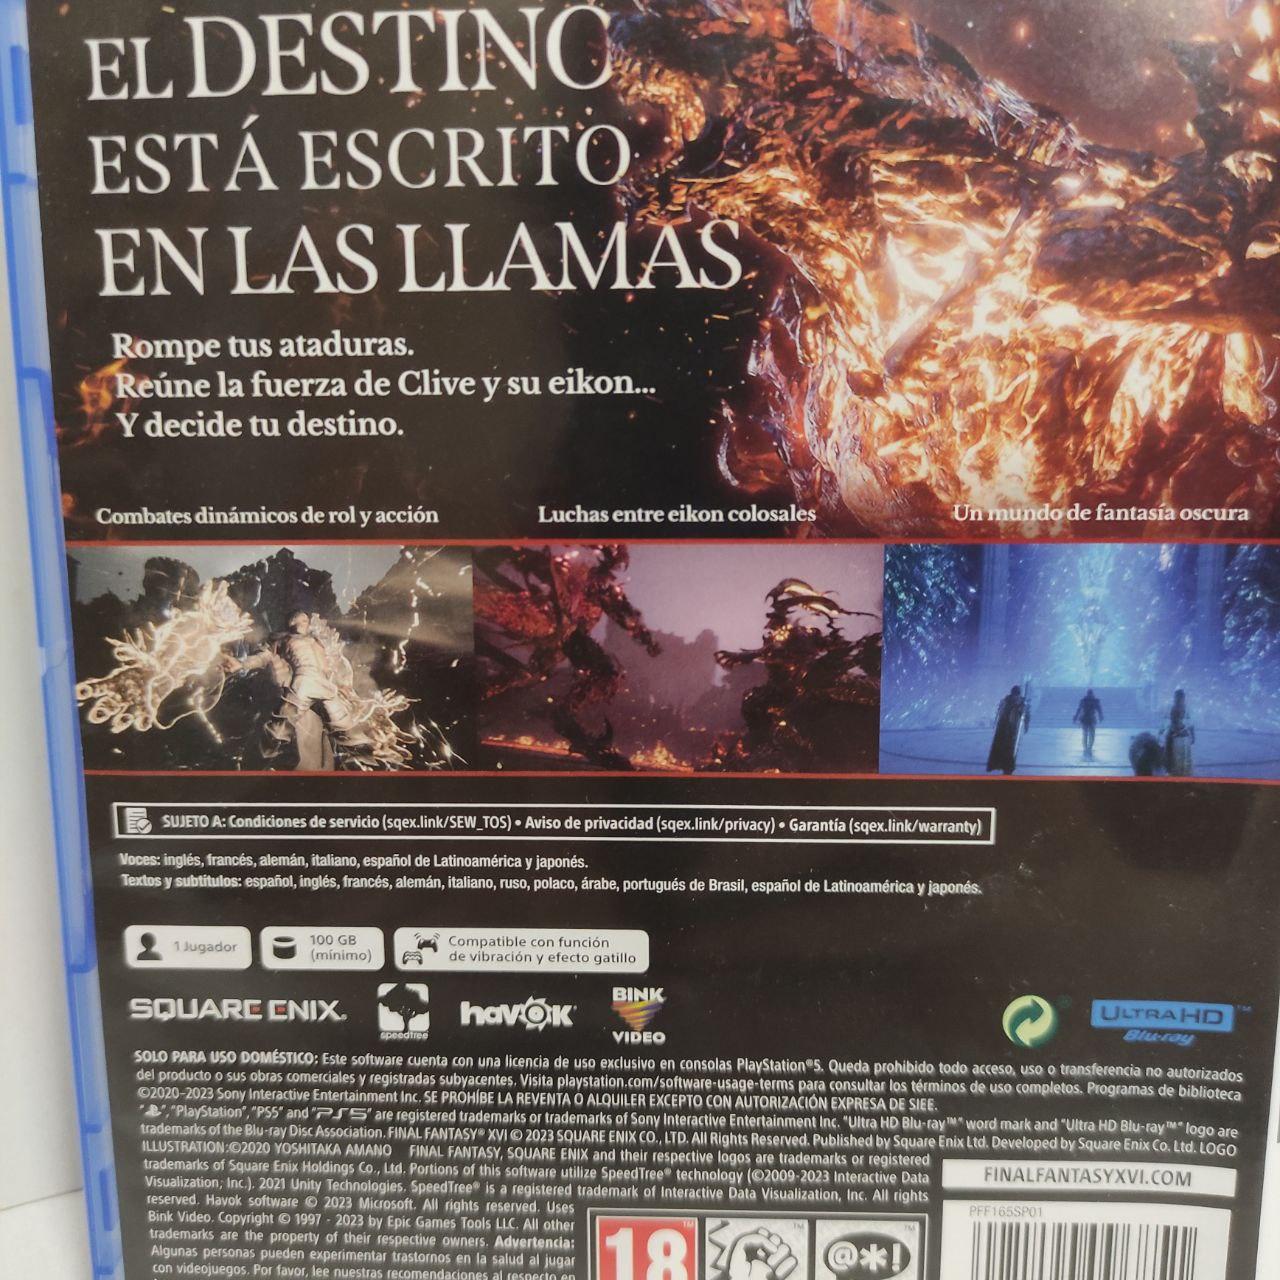 EL DESTINO
ESTÁ ESCRITO
EN LAS LLAMAS
Rompe tus ataduras.
Reúne la fuerza de Clive y su eikon...
Y decide tu destino.
Combates dinámicos de rol y acción
Luchas entre eikon colosales
Un mundo de fantasía oscura
SUJETO A: Condiciones de servicio (sqex.link/SEW_TOS) • Aviso de privacidad (sqex.link/privacy) • Garantía (sqex.link/warranty)
Voces: inglés, francés, alemán, italiano, español de Latinoamérica y japonés.
Textos y subtítulos: español, inglés, francés, alemán, italiano, ruso, polaco, árabe, portugués de Brasil, español de Latinoamérica y japonés.
1 Jugador
100 GB
(mínimo)
Compatible con función
de vibración y efecto gatillo
SQUARE ENIX.
speedtree
havok
BINK
VIDEO
ULTRA HD
Blu-ray™
SOLO PARA USO DOMÉSTICO: Este software cuenta con una licencia de uso exclusivo en consolas PlayStation®5. Queda prohibido todo acceso, uso o transferencia no autorizados
del producto o sus obras comerciales y registradas subyacentes. Visita playstation.com/software-usage-terms para consultar los términos de uso completos. Programas de biblioteca
©2020-2023 Sony Interactive Entertainment Inc. SE PROHÍBE LA REVENTA O ALQUILER EXCEPTO CON AUTORIZACIÓN EXPRESA DE SIEE.
"PlayStation", "PS5" and "PS5" are registered trademarks or trademarks of Sony Interactive Entertainment Inc. "Ultra HD Blu-ray™" word mark and "Ultra HD Blu-ray™" logo are
trademarks of the Blu-ray Disc Association. FINAL FANTASY® XVI © 2023 SQUARE ENIX CO., LTD. All Rights Reserved. Published by Square Enix Ltd. Developed by Square Enix Co. Ltd. LOGO
ILLUSTRATION:©2020 YOSHITAKA AMANO FINAL FANTASY, SQUARE ENIX and their respective logos are trademarks or registered
trademarks of Square Enix Holdings Co., Ltd. Portions of this software utilize SpeedTree® technology (©2009-2023 Interactive Data
Visualization, Inc.). 2021 Unity Technologies. SpeedTree® is a registered trademark of Interactive Data Visualization, Inc. All rights
reserved. Havok software © 2023 Microsoft. All rights reserved. Uses
Bink Video. Copyright © 1997 - 2023 by Epic Games Tools LLC. All other
trademarks are the property of their respective owners. Advertencia:
Algunas personas pueden experimentar trastornos en la salud al jugar
con videojuegos. Por favor, lee nuestras recomendaciones al respecto en
FINALFANTASYXVI.COM
PFF16SSP01
18
@*!